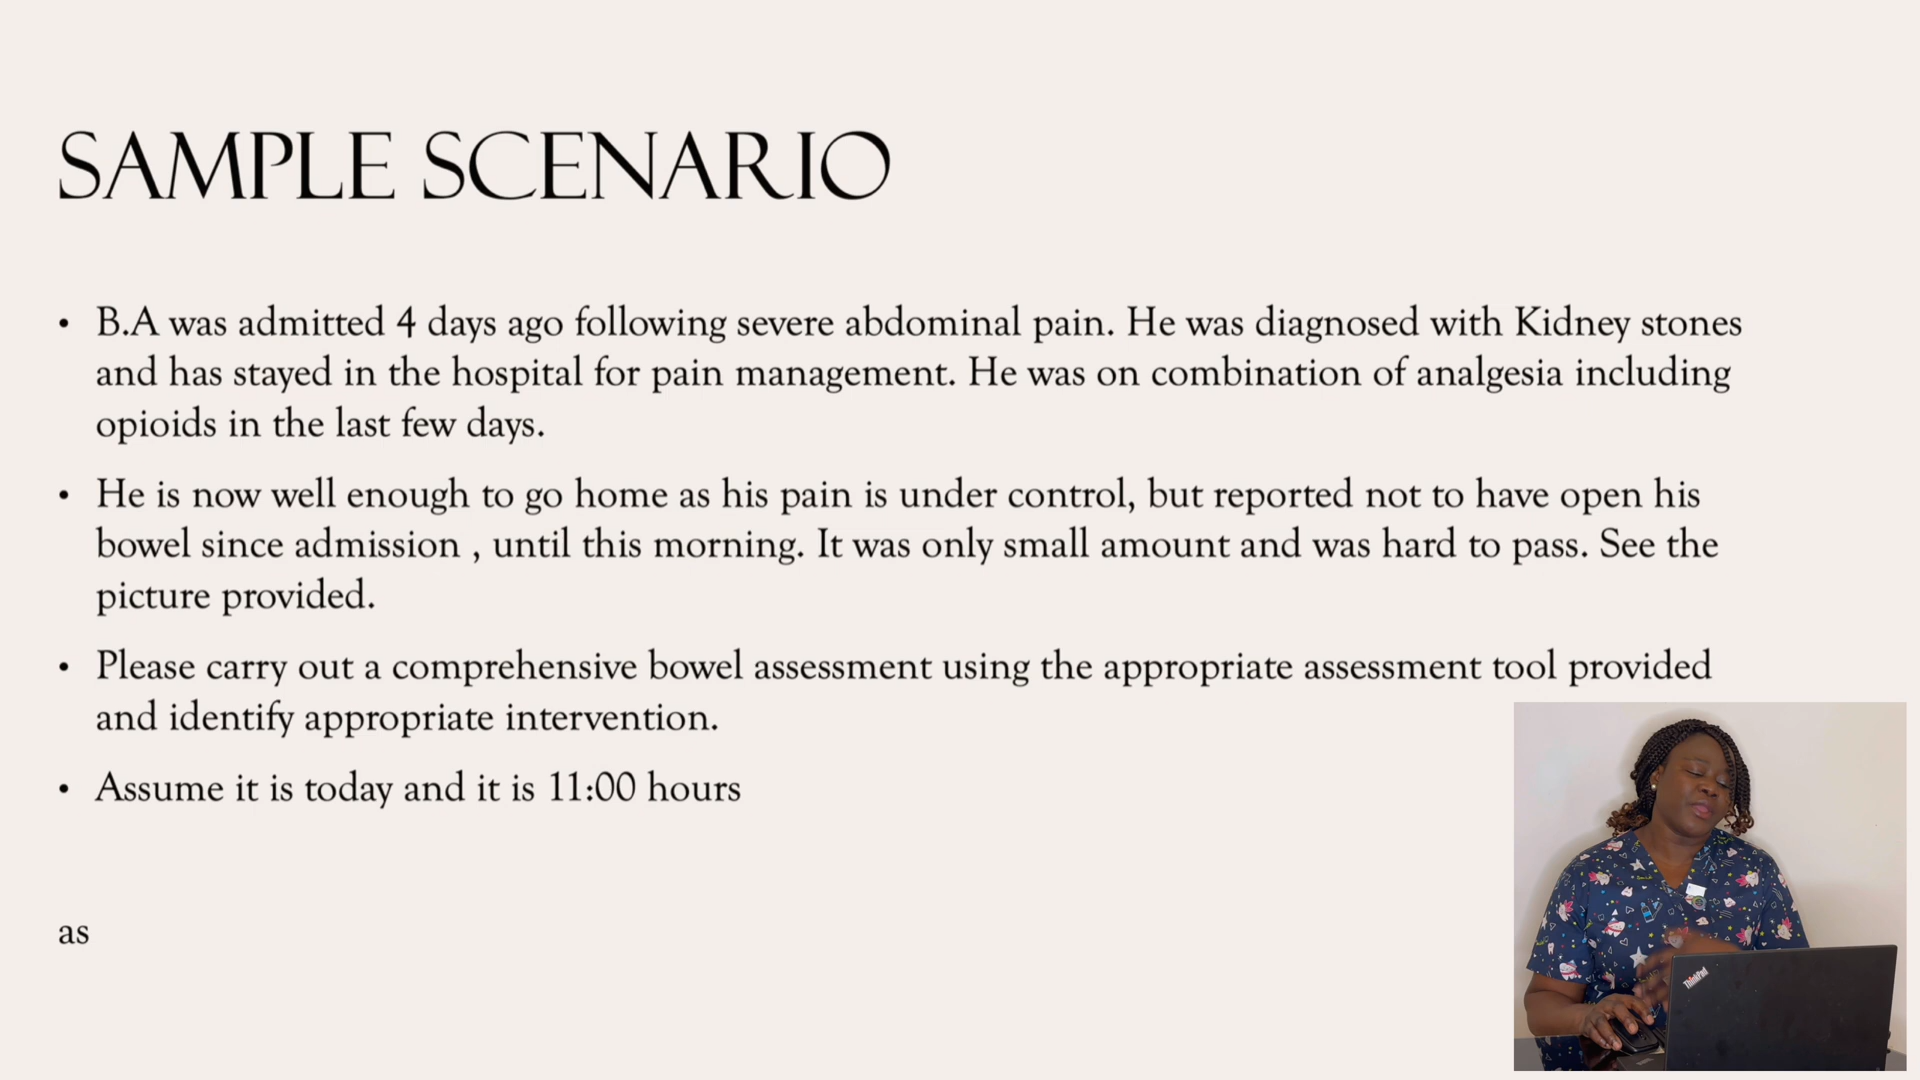 SAMPLE SCENARIO
• B.A was admitted 4 days ago following severe abdominal pain. He was diagnosed with Kidney stones
and has stayed in the hospital for pain management. He was on combination of analgesia including
opioids in the last few days.
• He is now well enough to go home as his pain is under control, but reported not to have open his
bowel since admission , until this morning. It was only small amount and was hard to pass. See the
picture provided.
• Please carry out a comprehensive bowel assessment using the appropriate assessment tool provided
and identify appropriate intervention.
• Assume it is today and it is 11:00 hours
as
ThinkPad